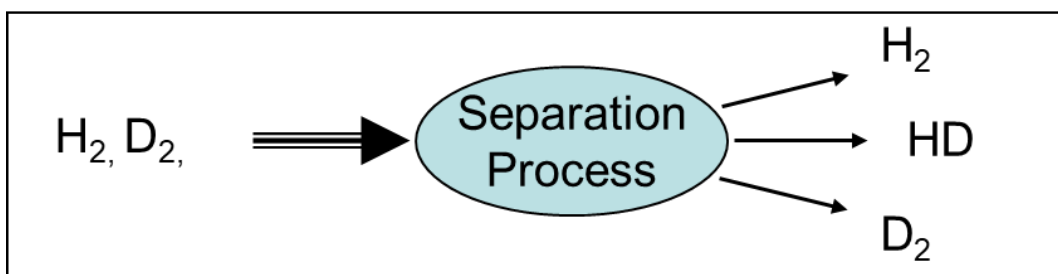 H₂, D₂,
Separation
Process
H₂
HD
D₂